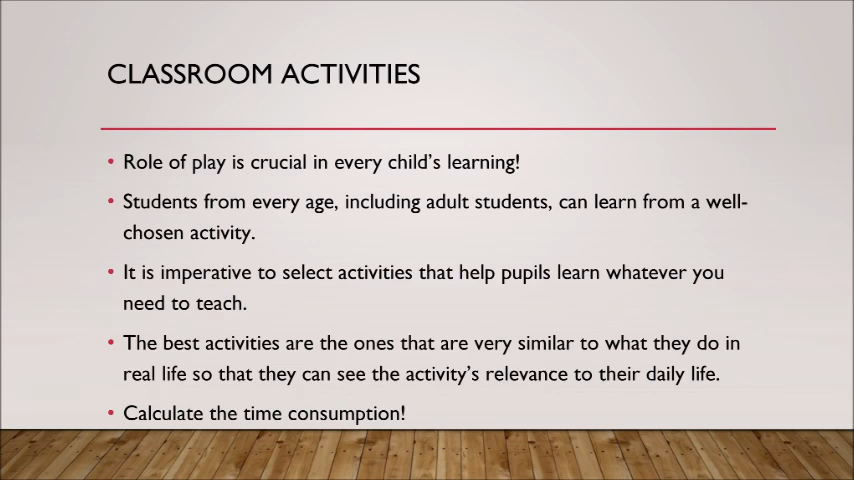 CLASSROOM ACTIVITIES
• Role of play is crucial in every child’s learning!
• Students from every age, including adult students, can learn from a well-
chosen activity.
• It is imperative to select activities that help pupils learn whatever you
need to teach.
• The best activities are the ones that are very similar to what they do in
real life so that they can see the activity’s relevance to their daily life.
• Calculate the time consumption!